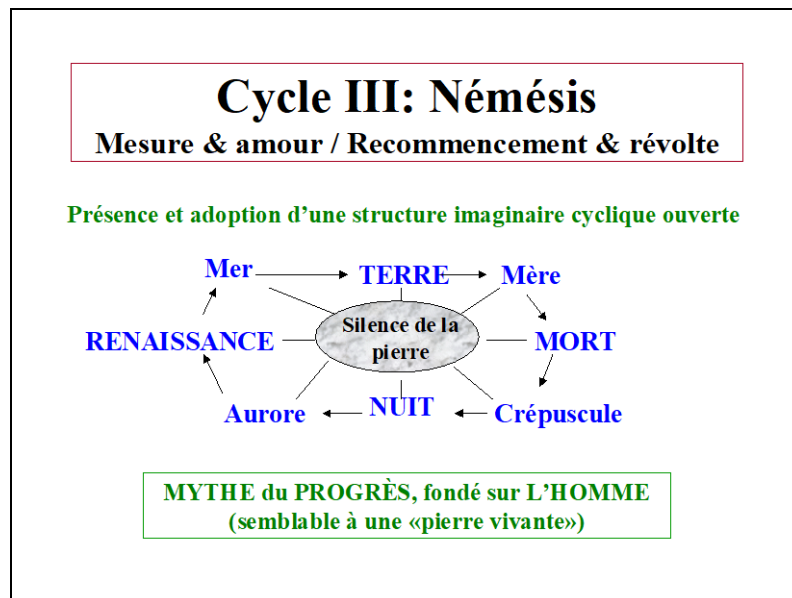 Cycle III: Némésis
Mesure & amour / Recommencement & révolte
Présence et adoption d’une structure imaginaire cyclique ouverte
Mer
TERRE
Mère
RENAISSANCE
Silence de la
pierre
MORT
Aurore
NUIT
Crépuscule
MYTHE du PROGRÈS, fondé sur L’HOMME
(semblable à une «pierre vivante»)